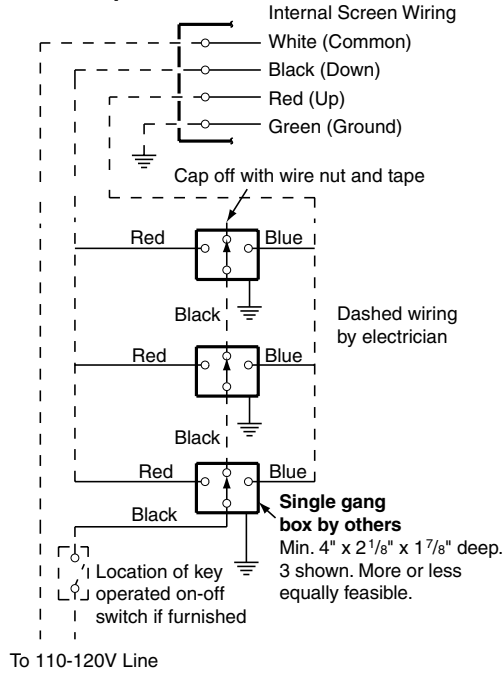 Internal Screen Wiring
White (Common)
Black (Down)
Red (Up)
Green (Ground)
Cap off with wire nut and tape
Red
Blue
Black
Dashed wiring
by electrician
Red
Blue
Black
Red
Blue
Black
Single gang
box by others
Min. 4" x 2 1/8" x 1 7/8" deep.
3 shown. More or less
equally feasible.
Location of key
operated on-off
switch if furnished
To 110-120V Line